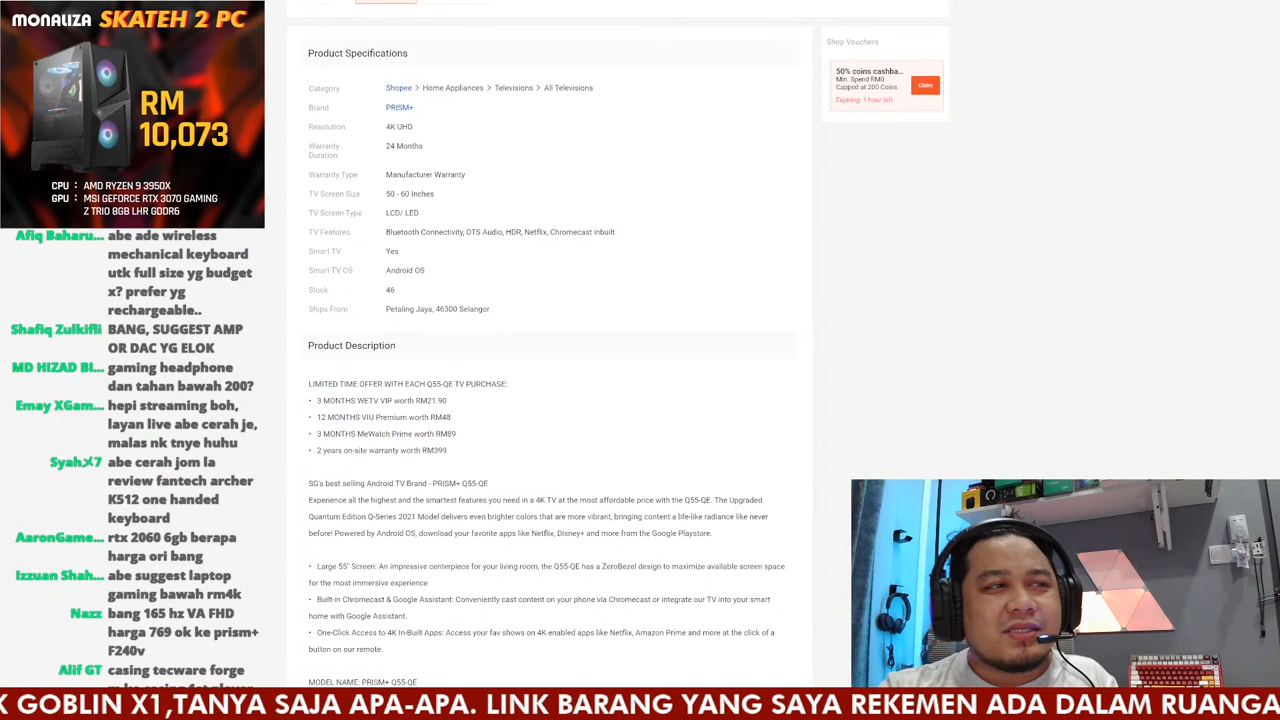 MONALIZA SKATEH 2 PC
RM
10,073
CPU : AMD RYZEN 9 3950X
GPU : MSI GEFORCE RTX 3070 GAMING
Z TRIO 8GB LHR GDDR6
Afiq Baharu... abe ade wireless
mechanical keyboard
utk full size yg budget
x? prefer yg
rechargeable..
Shafiq Zulkifli BANG, SUGGEST AMP
OR DAC YG ELOK
MD HIZAD BI... gaming headphone
dan tahan bawah 200?
Emay XGam... hepi streaming boh,
layan live abe cerah je,
malas nk tnye huhu
Syahメ7 abe cerah jom la
review fantech archer
K512 one handed
keyboard
AaronGame... rtx 2060 6gb berapa
harga ori bang
Izzuan Shah... abe suggest laptop
gaming bawah rm4k
Nazz bang 165 hz VA FHD
harga 769 ok ke prism+
F240v
Alif GT casing tecware forge
Product Specifications
Category Shopee > Home Appliances > Televisions > All Televisions
Brand PRISM+
Resolution 4K UHD
Warranty Duration 24 Months
Warranty Type Manufacturer Warranty
TV Screen Size 50 - 60 Inches
TV Screen Type LCD/ LED
TV Features Bluetooth Connectivity, DTS Audio, HDR, Netflix, Chromecast inbuilt
Smart TV Yes
Smart TV OS Android OS
Stock 46
Ships From Petaling Jaya, 46300 Selangor
Product Description
LIMITED TIME OFFER WITH EACH Q55-QE TV PURCHASE:
• 3 MONTHS WETV VIP worth RM21.90
• 12 MONTHS VIU Premium worth RM48
• 3 MONTHS MeWatch Prime worth RM89
• 2 years on-site warranty worth RM399
SG's best selling Android TV Brand - PRISM+ Q55-QE
Experience all the highest and the smartest features you need in a 4K TV at the most affordable price with the Q55-QE. The Upgraded
Quantum Edition Q-Series 2021 Model delivers even brighter colors that are more vibrant, bringing content a life-like radiance like never
before! Powered by Android OS, download your favorite apps like Netflix, Disney+ and more from the Google Playstore.
• Large 55" Screen: An impressive centerpiece for your living room, the Q55-QE has a ZeroBezel design to maximize available screen space
for the most immersive experience
• Built-In Chromecast & Google Assistant: Conveniently cast content on your phone via Chromecast or integrate our TV into your smart
home with Google Assistant.
• One-Click Access to 4K In-Built Apps: Access your fav shows on 4K enabled apps like Netflix, Amazon Prime and more at the click of a
button on our remote.
MODEL NAME: PRISM+ Q55-QE
Shop Vouchers
50% coins cashba...
Min. Spend RM0
Capped at 200 Coins
Expiring: 1 hour left
Claim
K GOBLIN X1,TANYA SAJA APA-APA. LINK BARANG YANG SAYA REKEMEN ADA DALAM RUANGA